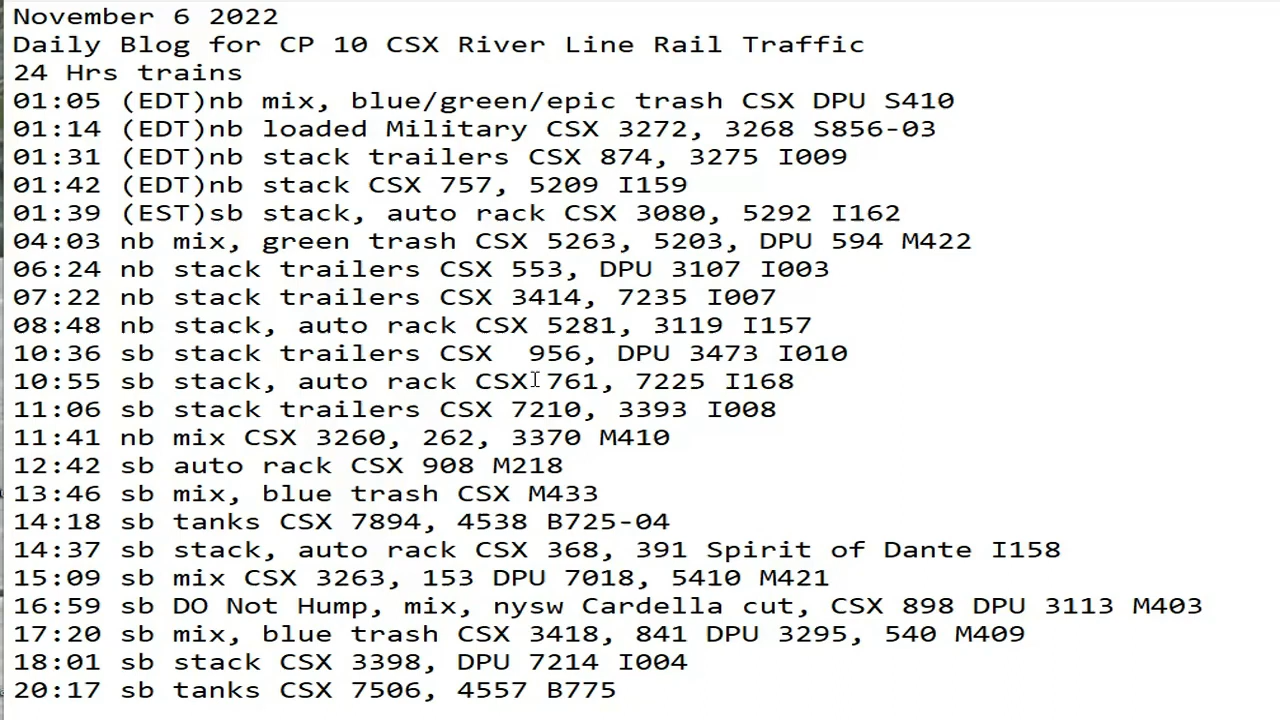 November 6 2022
Daily Blog for CP 10 CSX River Line Rail Traffic
24 Hrs trains
01:05 (EDT)nb mix, blue/green/epic trash CSX DPU S410
01:14 (EDT)nb loaded Military CSX 3272, 3268 S856-03
01:31 (EDT)nb stack trailers CSX 874, 3275 I009
01:42 (EDT)nb stack CSX 757, 5209 I159
01:39 (EST)sb stack, auto rack CSX 3080, 5292 I162
04:03 nb mix, green trash CSX 5263, 5203, DPU 594 M422
06:24 nb stack trailers CSX 553, DPU 3107 I003
07:22 nb stack trailers CSX 3414, 7235 I007
08:48 nb stack, auto rack CSX 5281, 3119 I157
10:36 sb stack trailers CSX  956, DPU 3473 I010
10:55 sb stack, auto rack CSX 761, 7225 I168
11:06 sb stack trailers CSX 7210, 3393 I008
11:41 nb mix CSX 3260, 262, 3370 M410
12:42 sb auto rack CSX 908 M218
13:46 sb mix, blue trash CSX M433
14:18 sb tanks CSX 7894, 4538 B725-04
14:37 sb stack, auto rack CSX 368, 391 Spirit of Dante I158
15:09 sb mix CSX 3263, 153 DPU 7018, 5410 M421
16:59 sb DO Not Hump, mix, nysw Cardella cut, CSX 898 DPU 3113 M403
17:20 sb mix, blue trash CSX 3418, 841 DPU 3295, 540 M409
18:01 sb stack CSX 3398, DPU 7214 I004
20:17 sb tanks CSX 7506, 4557 B775